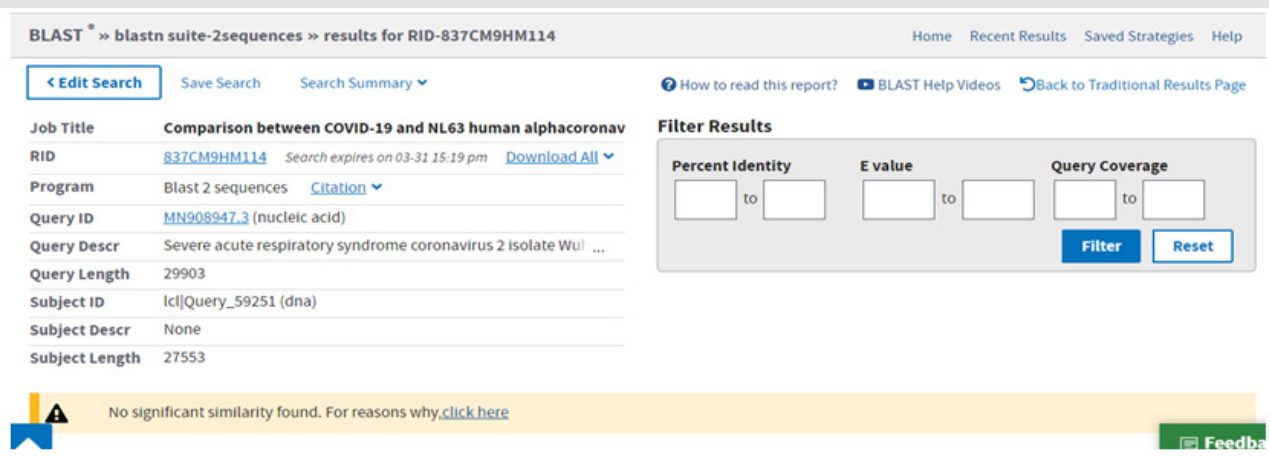 BLAST ® » blastn suite-2sequences » results for RID-837CM9HM114
Home Recent Results Saved Strategies Help
Edit Search Save Search Search Summary
How to read this report? BLAST Help Videos Back to Traditional Results Page
Job Title Comparison between COVID-19 and NL63 human alphacoronav
RID 837CM9HM114 Search expires on 03-31 15:19 pm Download All
Program Blast 2 sequences Citation
Query ID MN908947.3 (nucleic acid)
Query Descr Severe acute respiratory syndrome coronavirus 2 isolate Wuh ...
Query Length 29903
Subject ID lcl|Query_59251 (dna)
Subject Descr None
Subject Length 27553
Filter Results
Percent Identity E value Query Coverage
to to to
Filter Reset
No significant similarity found. For reasons why,click here
Feedba